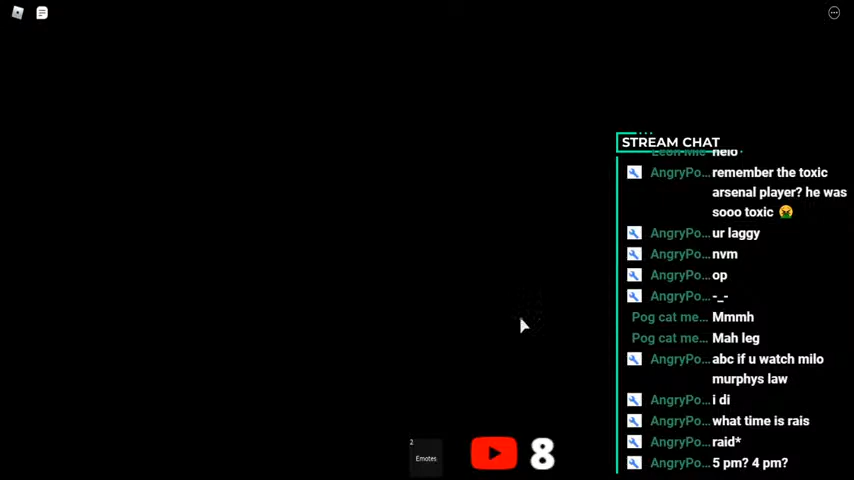 STREAM CHAT
helo
remember the toxic
AngryPo...
arsenal player? he was
sooo toxic
AngryPo... ur laggy
AngryPo... nvm
AngryPo... op
AngryPo... -_-
Pog cat me... Mmmh
Pog cat me... Mah leg
AngryPo... abc if u watch milo
murphys law
AngryPo... i di
AngryPo... what time is rais
AngryPo... raid*
AngryPo... 5 pm? 4 pm?
2
Emotes
8